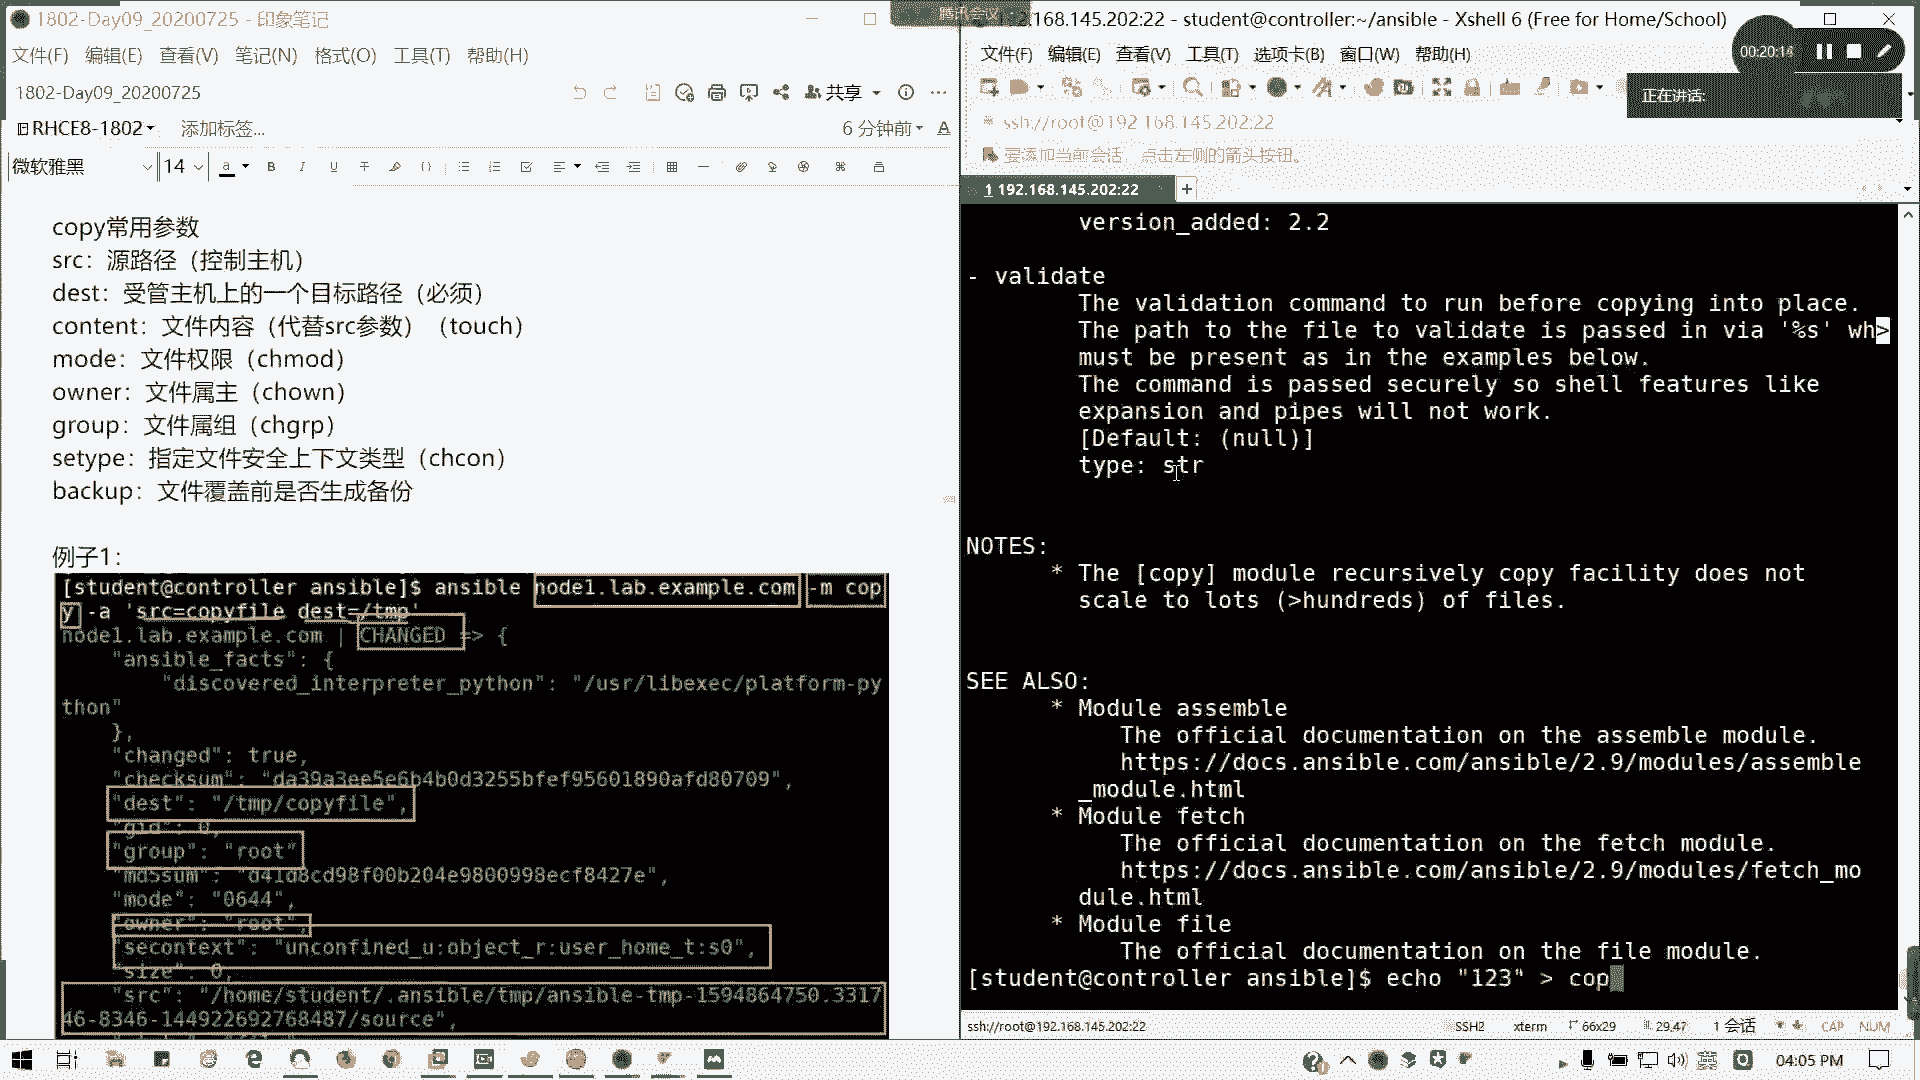 1802-Day09_20200725 - 印象笔记
文件(F) 编辑(E) 查看(V) 笔记(N) 格式(O) 工具(T) 帮助(H)
1802-Day09_20200725
共享
RHCE8-1802 添加标签...
6 分钟前
微软雅黑 14
copy常用参数
src：源路径（控制主机）
dest：受管主机上的一个目标路径（必须）
content：文件内容（代替src参数）（touch）
mode：文件权限（chmod）
owner：文件属主（chown）
group：文件属组（chgrp）
setype：指定文件安全上下文类型（chcon）
backup：文件覆盖前是否生成备份
例子1：
[student@controller ansible]$ ansible node1.lab.example.com -m cop
y -a 'src=copyfile dest=/tmp'
node1.lab.example.com | CHANGED => {
"ansible_facts": {
"discovered_interpreter_python": "/usr/libexec/platform-py
thon"
},
"changed": true,
"checksum": "da39a3ee5e6b4b0d3255bfef95601890afd80709",
"dest": "/tmp/copyfile",
"gid": 0,
"group": "root"
"md5sum": "d41d8cd98f00b204e9800998ecf8427e",
"mode": "0644",
"owner": "root",
"secontext": "unconfined_u:object_r:user_home_t:s0",
"size": 0,
"src": "/home/student/.ansible/tmp/ansible-tmp-1594864750.3317
46-8346-144922692768487/source",
腾讯会议
.168.145.202:22 - student@controller:~/ansible - Xshell 6 (Free for Home/School)
文件(F) 编辑(E) 查看(V) 工具(T) 选项卡(B) 窗口(W) 帮助(H)
00:20:14
正在讲话:
ssh://root@192.168.145.202:22
要添加当前会话，点击左侧的箭头按钮。
1 192.168.145.202:22
version_added: 2.2
- validate
The validation command to run before copying into place.
The path to the file to validate is passed in via '%s' wh>
must be present as in the examples below.
The command is passed securely so shell features like
expansion and pipes will not work.
[Default: (null)]
type: str
NOTES:
* The [copy] module recursively copy facility does not
scale to lots (>hundreds) of files.
SEE ALSO:
* Module assemble
The official documentation on the assemble module.
https://docs.ansible.com/ansible/2.9/modules/assemble
_module.html
* Module fetch
The official documentation on the fetch module.
https://docs.ansible.com/ansible/2.9/modules/fetch_mo
dule.html
* Module file
The official documentation on the file module.
[student@controller ansible]$ echo "123" > cop
ssh://root@192.168.145.202:22 SSH2 xterm 66x29 29,47 1 会话 CAP NUM
英 04:05 PM